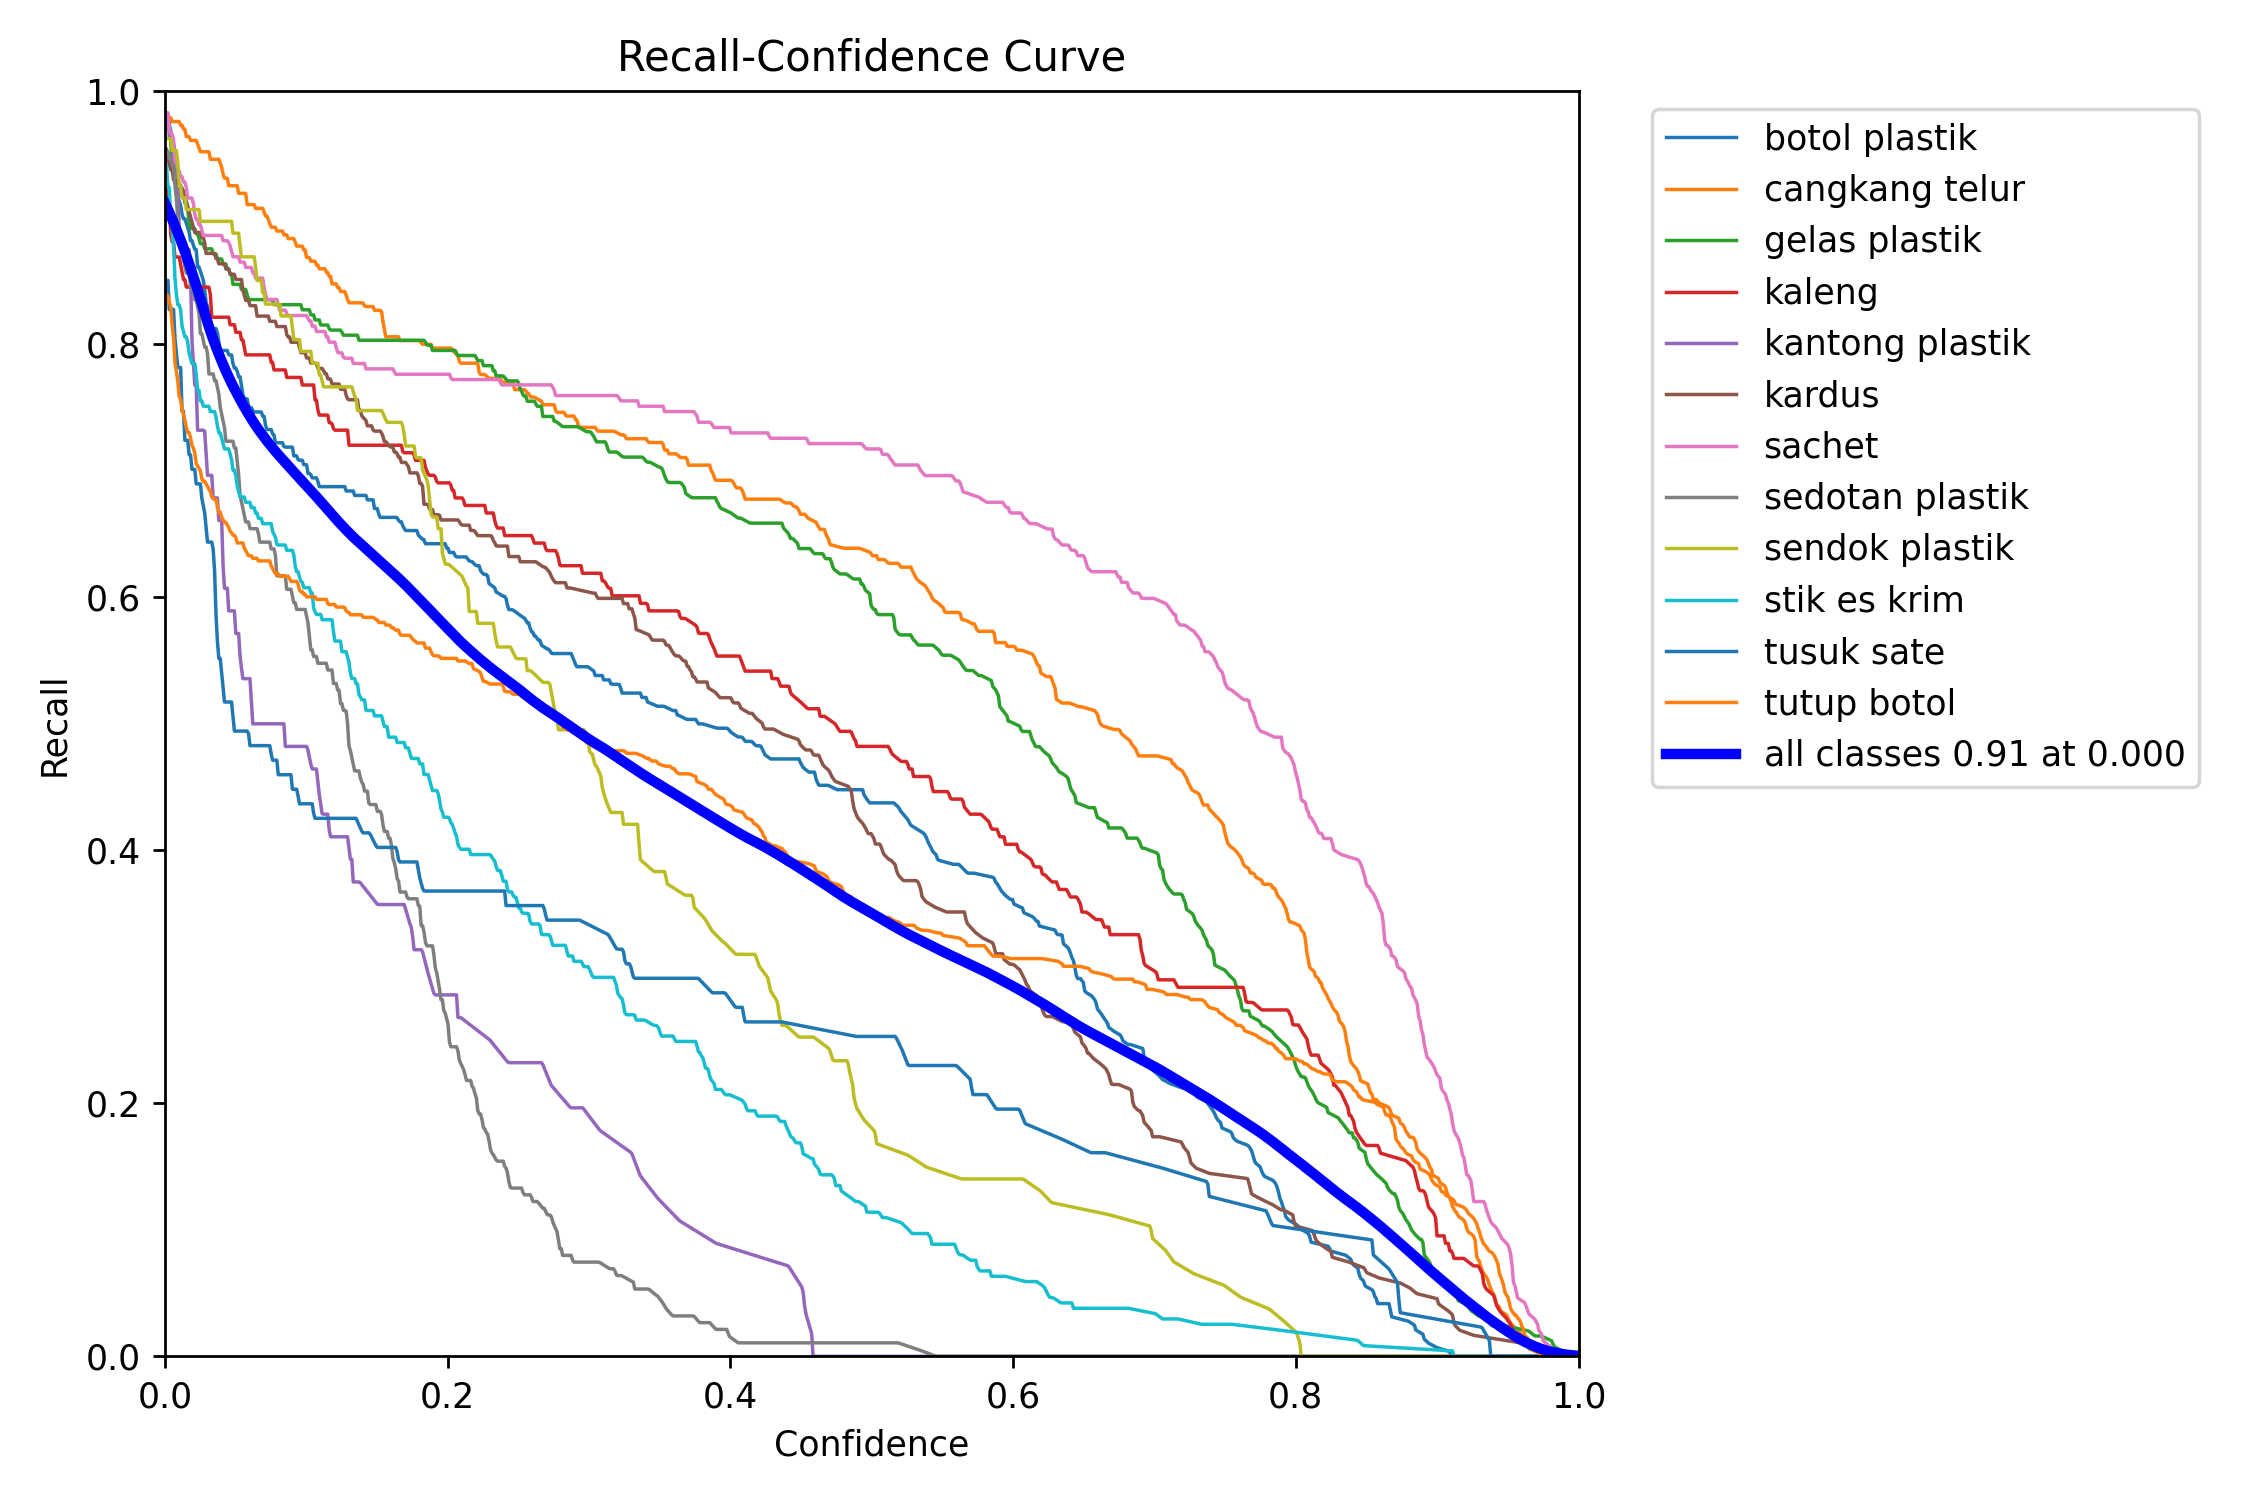 Recall-Confidence Curve
1.0
0.8
0.6
0.4
0.2
0.0
Recall
0.0 0.2 0.4 0.6 0.8 1.0
Confidence
botol plastik
cangkang telur
gelas plastik
kaleng
kantong plastik
kardus
sachet
sedotan plastik
sendok plastik
stik es krim
tusuk sate
tutup botol
all classes 0.91 at 0.000